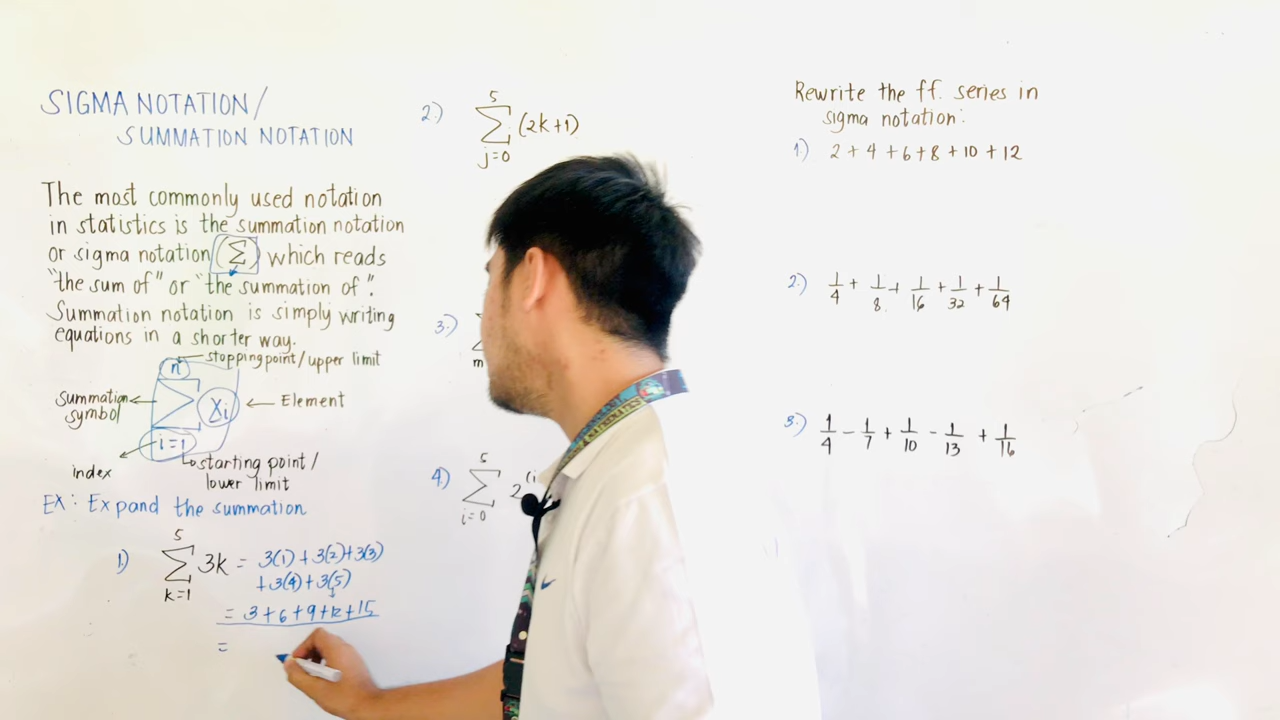 SIGMA NOTATION/
SUMMATION NOTATION
The most commonly used notation
in statistics is the summation notation
or sigma notation (Σ) which reads
"the sum of" or "the summation of".
Summation notation is simply writing
equations in a shorter way.
n
stopping point/upper limit
Summation
symbol
Σ
Xi
Element
i=1
index
starting point/
lower limit
EX: Expand the summation
1.)
5
Σ 3k = 3(1)+3(2)+3(3)
k=1
+3(4)+3(5)
= 3+6+9+12+15
=
2.)
5
Σ (2k+1)
j=0
3.)
m
4.)
5
Σ 2
i=0
Rewrite the ff. series in
sigma notation:
1.) 2+4+6+8+10+12
2.) 1/4 + 1/8 + 1/16 + 1/32 + 1/64
3.) 1/4 - 1/7 + 1/10 - 1/13 + 1/16